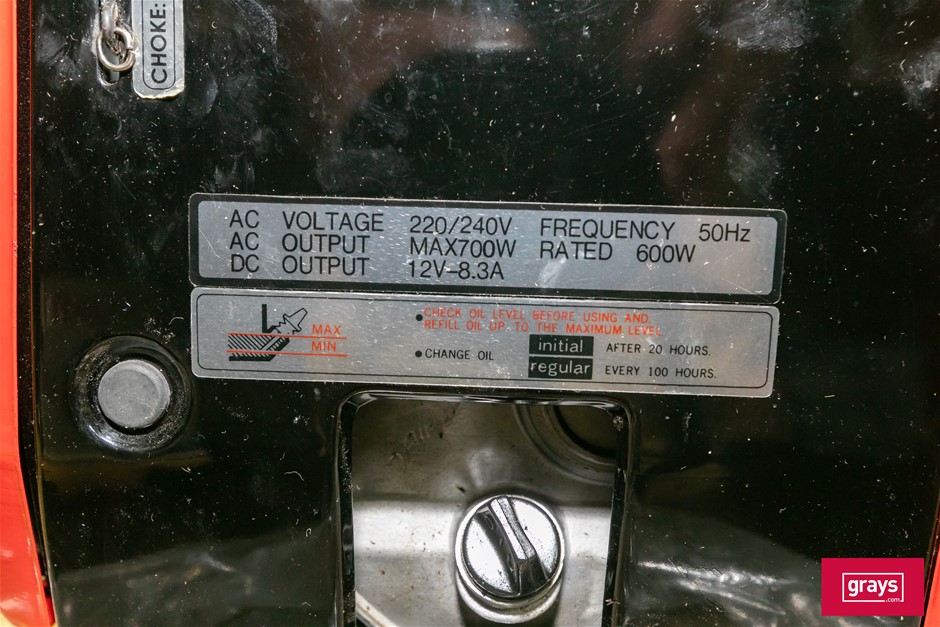 CHOKE:
AC VOLTAGE 220/240V FREQUENCY 50Hz
AC OUTPUT MAX700W RATED 600W
DC OUTPUT 12V-8.3A
MAX
MIN
•CHECK OIL LEVEL BEFORE USING AND
REFILL OIL UP TO THE MAXIMUM LEVEL
•CHANGE OIL
initial AFTER 20 HOURS.
regular EVERY 100 HOURS.
grays
.com